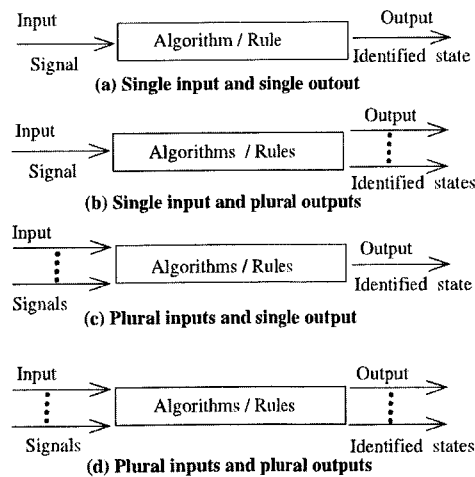 Input Output
Algorithm / Rule
Signal Identified state
(a) Single input and single outout
Input Output
Algorithms / Rules
Signal Identified states
(b) Single input and plural outputs
Input Output
Algorithms / Rules
Signals Identified state
(c) Plural inputs and single output
Input Output
Algorithms / Rules
Signals Identified states
(d) Plural inputs and plural outputs